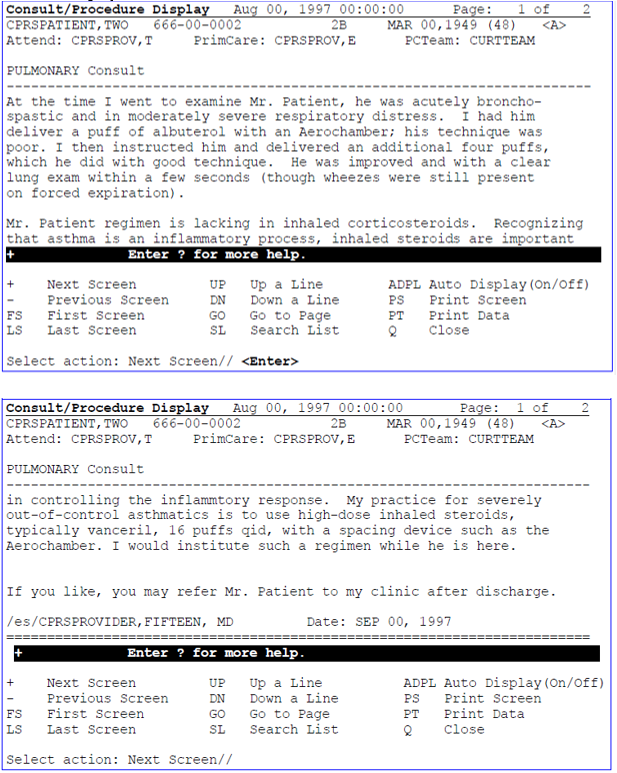 Consult/Procedure Display Aug 00, 1997 00:00:00 Page: 1 of 2
CPRSPATIENT,TWO 666-00-0002 2B MAR 00,1949 (48) <A>
Attend: CPRSPROV,T PrimCare: CPRSPROV,E PCTeam: CURTTEAM
PULMONARY Consult
------------------------------------------------------------------------
At the time I went to examine Mr. Patient, he was acutely broncho-
spastic and in moderately severe respiratory distress. I had him
deliver a puff of albuterol with an Aerochamber; his technique was
poor. I then instructed him and delivered an additional four puffs,
which he did with good technique. He was improved and with a clear
lung exam within a few seconds (though wheezes were still present
on forced expiration).
Mr. Patient regimen is lacking in inhaled corticosteroids. Recognizing
that asthma is an inflammatory process, inhaled steroids are important
+ Enter ? for more help.
+ Next Screen UP Up a Line ADPL Auto Display(On/Off)
- Previous Screen DN Down a Line PS Print Screen
FS First Screen GO Go to Page PT Print Data
LS Last Screen SL Search List Q Close
Select action: Next Screen// <Enter>
Consult/Procedure Display Aug 00, 1997 00:00:00 Page: 1 of 2
CPRSPATIENT,TWO 666-00-0002 2B MAR 00,1949 (48) <A>
Attend: CPRSPROV,T PrimCare: CPRSPROV,E PCTeam: CURTTEAM
PULMONARY Consult
------------------------------------------------------------------------
in controlling the inflammtory response. My practice for severely
out-of-control asthmatics is to use high-dose inhaled steroids,
typically vanceril, 16 puffs qid, with a spacing device such as the
Aerochamber. I would institute such a regimen while he is here.
If you like, you may refer Mr. Patient to my clinic after discharge.
/es/CPRSPROVIDER,FIFTEEN, MD Date: SEP 00, 1997
========================================================================
+ Enter ? for more help.
+ Next Screen UP Up a Line ADPL Auto Display(On/Off)
- Previous Screen DN Down a Line PS Print Screen
FS First Screen GO Go to Page PT Print Data
LS Last Screen SL Search List Q Close
Select action: Next Screen//